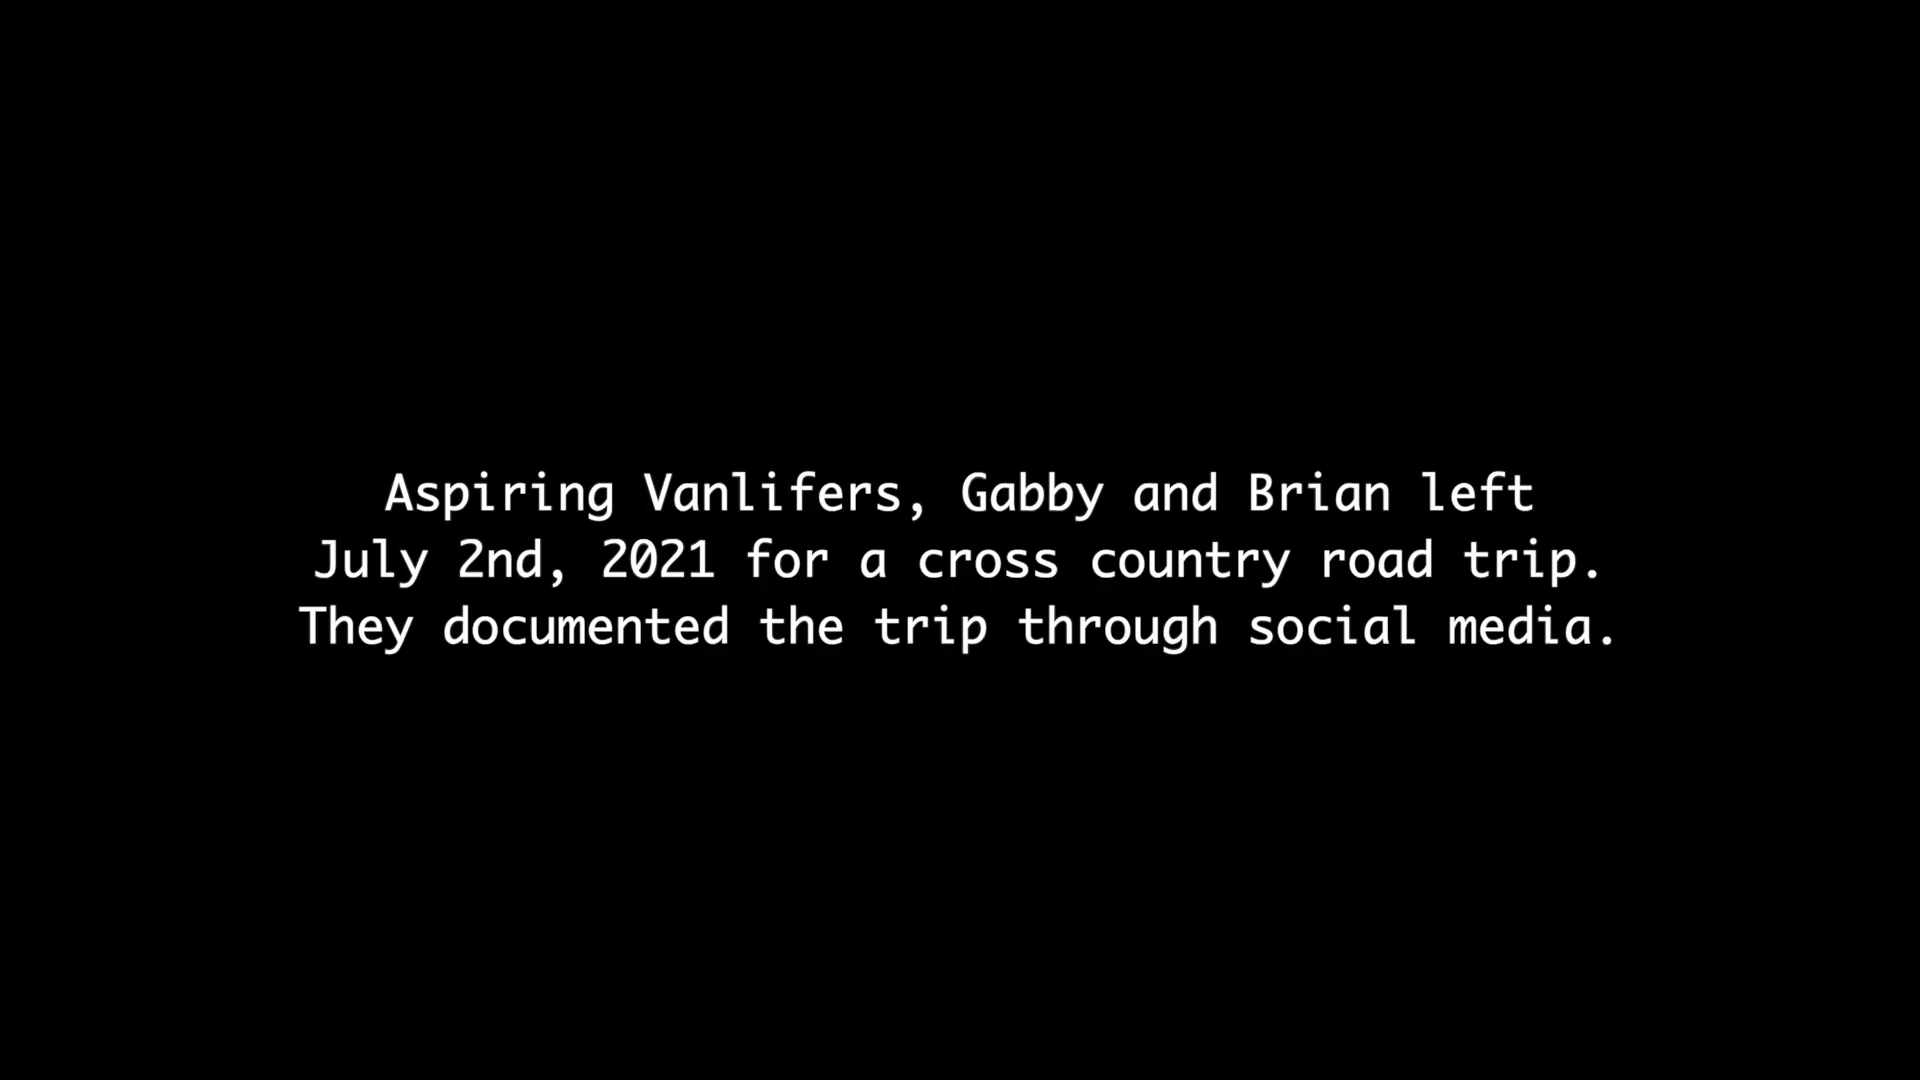 Aspiring Vanlifers, Gabby and Brian left
July 2nd, 2021 for a cross country road trip.
They documented the trip through social media.